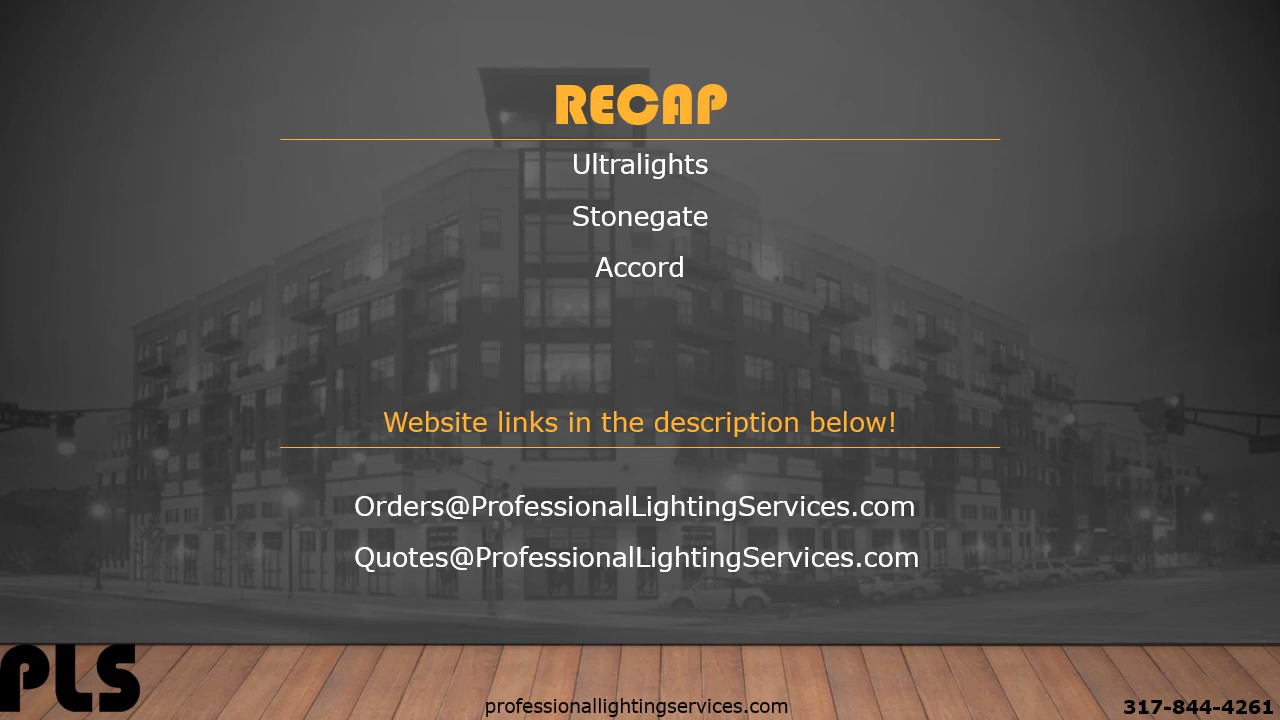 RECAP
Ultralights
Stonegate
Accord
Website links in the description below!
Orders@ProfessionalLightingServices.com
Quotes@ProfessionalLightingServices.com
PLS
professionallightingservices.com
317-844-4261